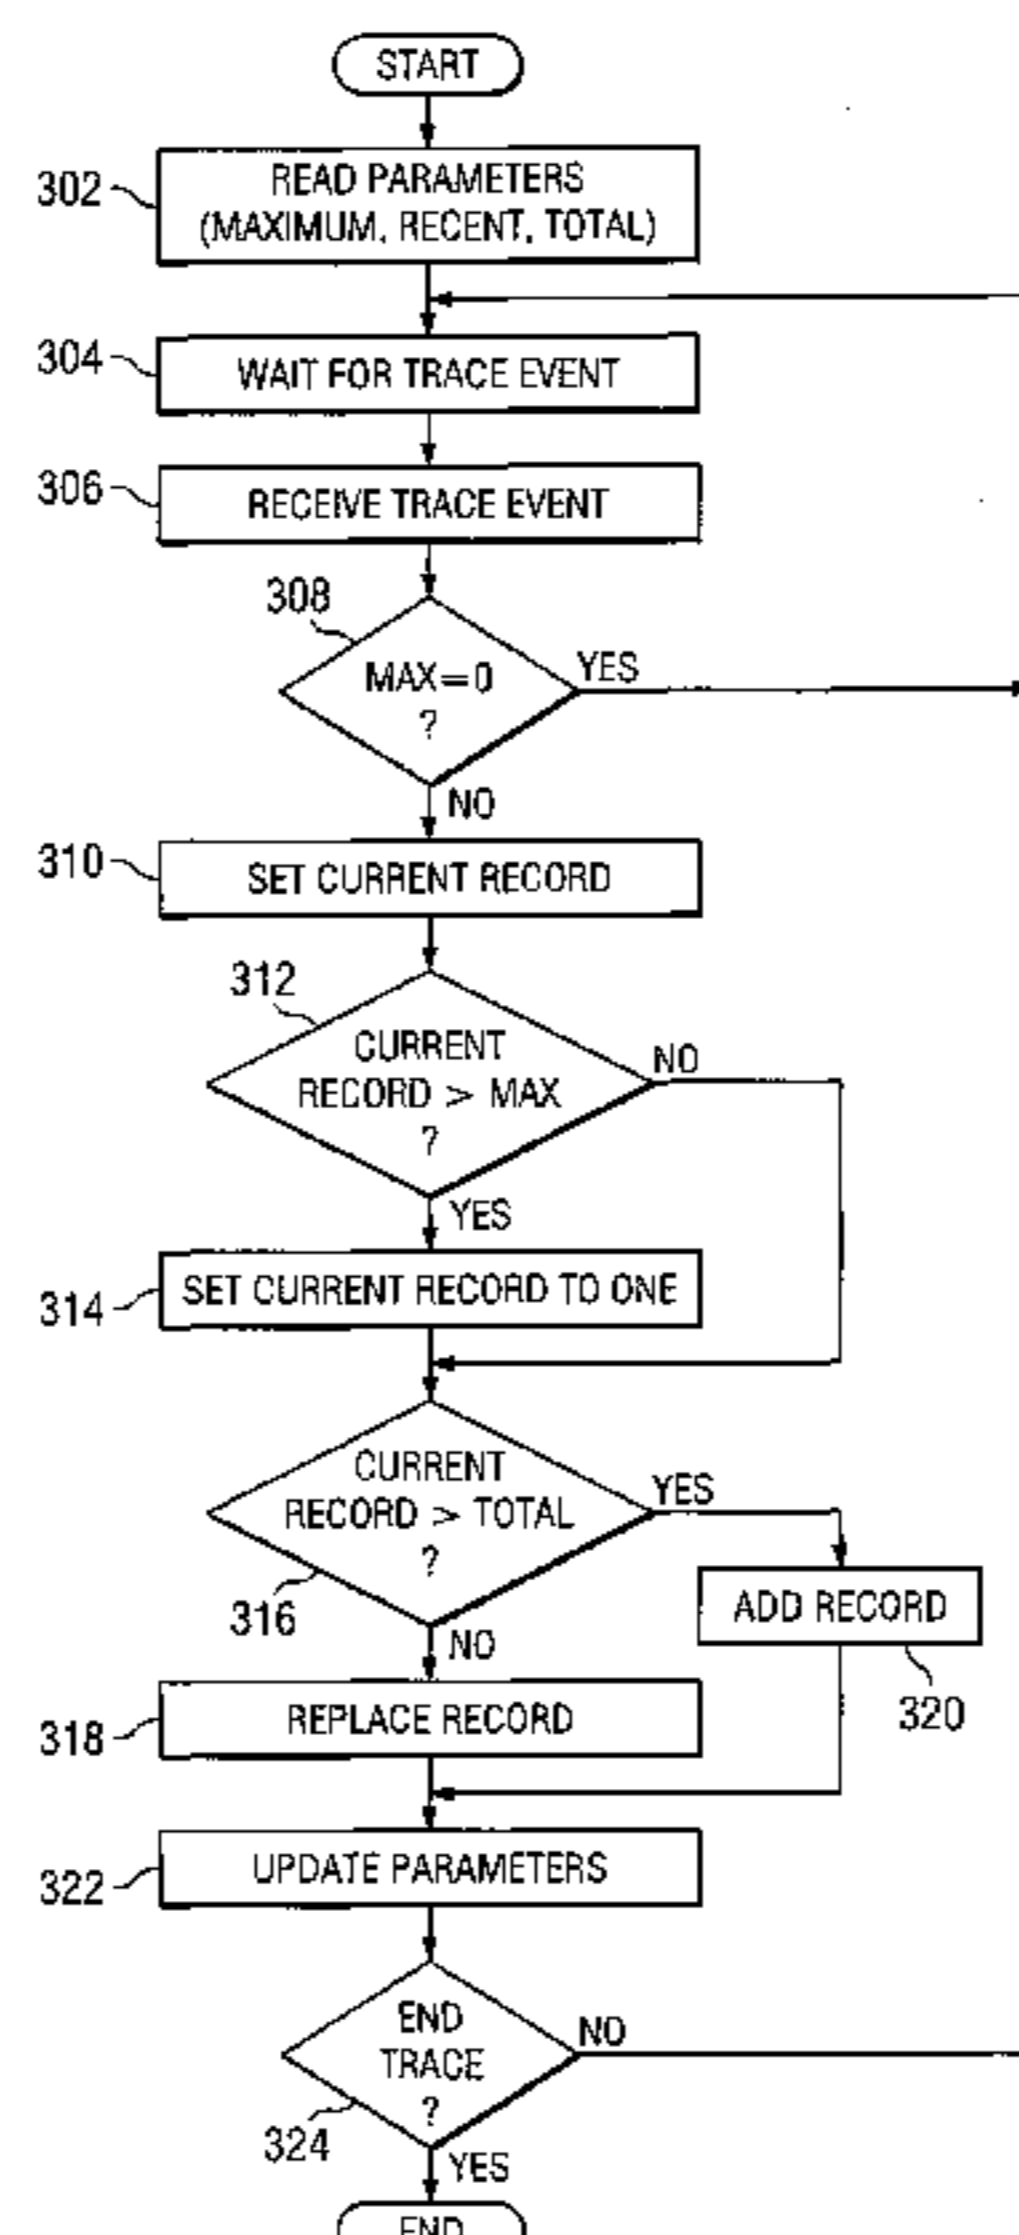 START
302
READ PARAMETERS
(MAXIMUM, RECENT, TOTAL)
304
WAIT FOR TRACE EVENT
306
RECEIVE TRACE EVENT
308
MAX=0
?
YES
NO
310
SET CURRENT RECORD
312
CURRENT
RECORD > MAX
?
NO
YES
314
SET CURRENT RECORD TO ONE
CURRENT
RECORD > TOTAL
?
YES
316
NO
ADD RECORD
320
318
REPLACE RECORD
322
UPDATE PARAMETERS
END
TRACE
?
NO
324
YES
END